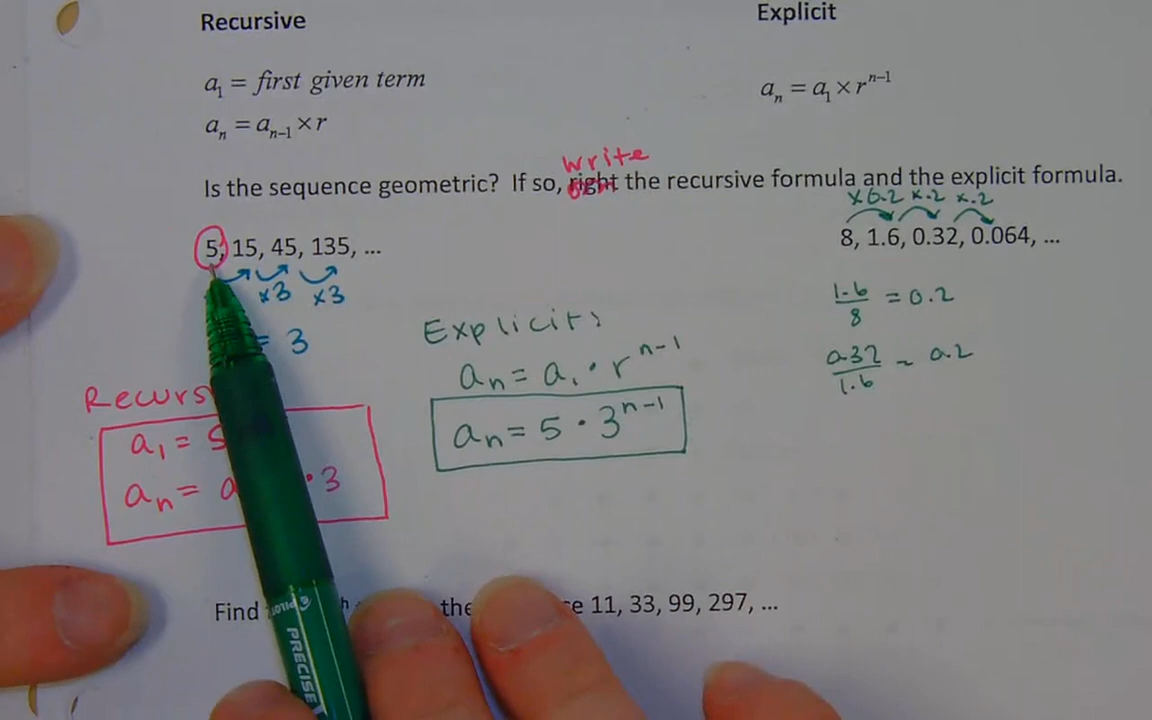 Recursive
Explicit
a₁ = first given term
aₙ = aₙ₋₁ × r
aₙ = a₁ × rⁿ⁻¹
write
Is the sequence geometric? If so, right the recursive formula and the explicit formula.
×0.2 ×.2 ×.2
5, 15, 45, 135, ...
8, 1.6, 0.32, 0.064, ...
×3 ×3
= 3
1.6/8 = 0.2
0.32/1.6 = 0.2
Explicit:
aₙ = a₁ · rⁿ⁻¹
aₙ = 5 · 3ⁿ⁻¹
a₁ = 5
aₙ = a · 3
Find the 11, 33, 99, 297, ...
PILOT
PRECISE